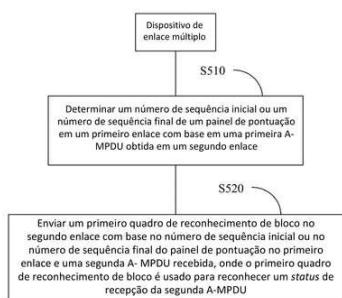 Dispositivo de
enlace múltiplo
S510
Determinar um número de sequência inicial ou um
número de sequência final de um painel de pontuação
em um primeiro enlace com base em uma primeira A-
MPDU obtida em um segundo enlace
S520
Enviar um primeiro quadro de reconhecimento de bloco no
segundo enlace com base no número de sequência inicial ou no
número de sequência final do painel de pontuação no primeiro
enlace e uma segunda A- MPDU recebida, onde o primeiro quadro
de reconhecimento de bloco é usado para reconhecer um status de
recepção da segunda A-MPDU